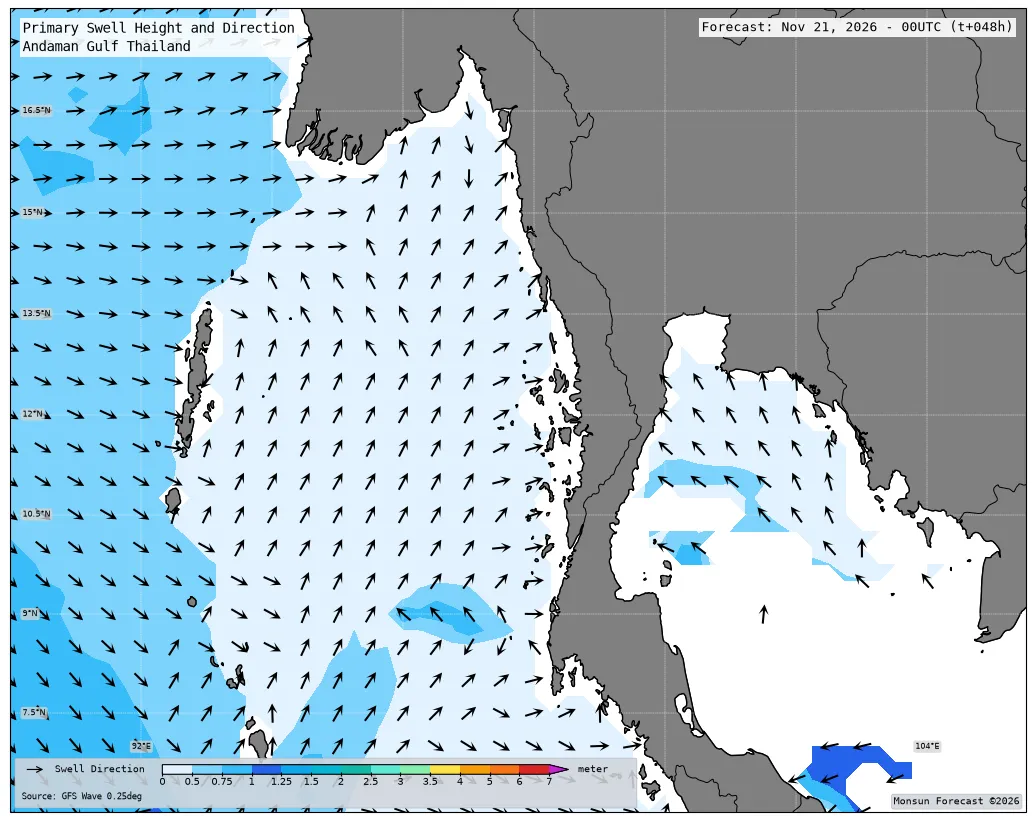 Primary Swell Height and Direction
Andaman Gulf Thailand
Forecast: Nov 21, 2026 - 00UTC (t+048h)
16.5°N
15°N
13.5°N
12°N
10.5°N
9°N
7.5°N
92°E
104°E
Swell Direction
meter
0 0.5 0.75 1 1.25 1.5 2 2.5 3 3.5 4 5 6 7
Source: GFS Wave 0.25deg
Monsun Forecast ©2026